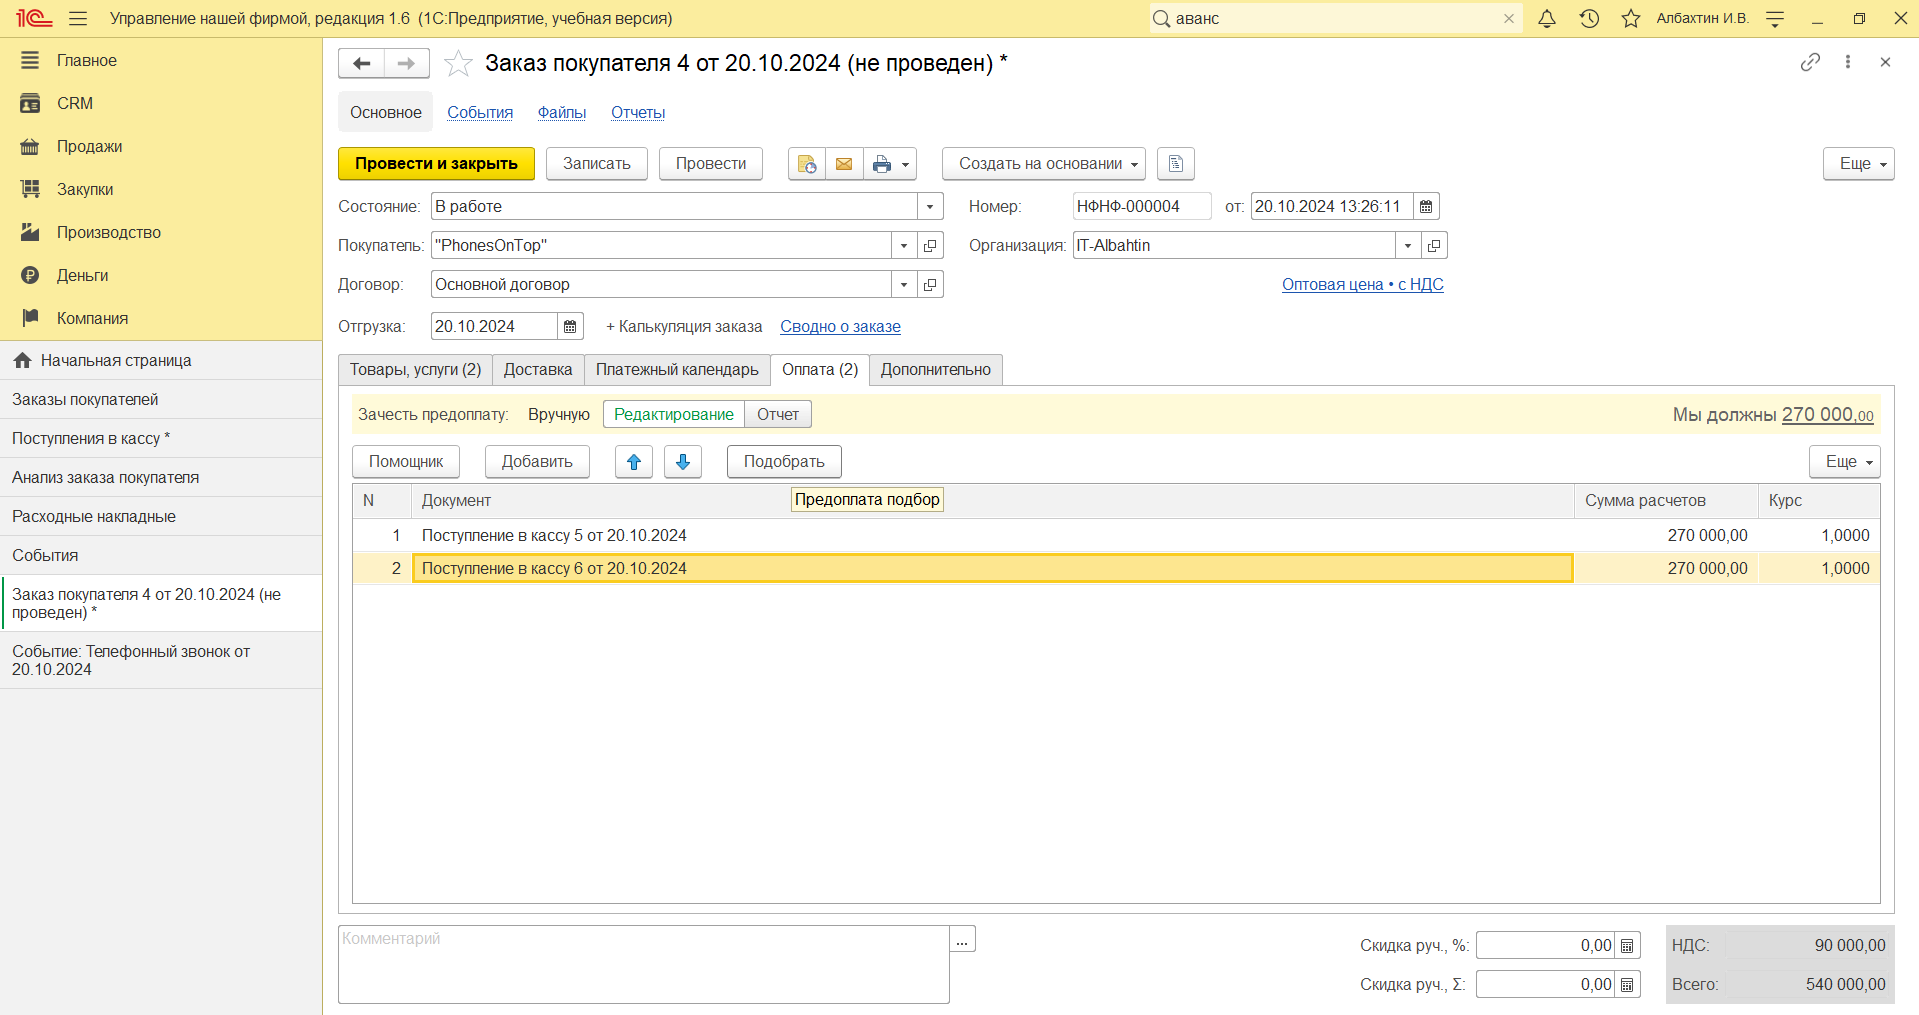 1С Управление нашей фирмой, редакция 1.6 (1С:Предприятие, учебная версия)
аванс
Албахтин И.В.
Главное
CRM
Продажи
Закупки
Производство
Деньги
Компания
Начальная страница
Заказы покупателей
Поступления в кассу *
Анализ заказа покупателя
Расходные накладные
События
Заказ покупателя 4 от 20.10.2024 (не
проведен) *
Событие: Телефонный звонок от
20.10.2024
Заказ покупателя 4 от 20.10.2024 (не проведен) *
Основное События Файлы Отчеты
Провести и закрыть Записать Провести Создать на основании Еще
Состояние: В работе Номер: НФНФ-000004 от: 20.10.2024 13:26:11
Покупатель: "PhonesOnTop" Организация: IT-Albahtin
Договор: Основной договор Оптовая цена • с НДС
Отгрузка: 20.10.2024 + Калькуляция заказа Сводно о заказе
Товары, услуги (2) Доставка Платежный календарь Оплата (2) Дополнительно
Зачесть предоплату: Вручную Редактирование Отчет Мы должны 270 000,00
Помощник Добавить Подобрать Еще
N Документ Предоплата подбор Сумма расчетов Курс
1 Поступление в кассу 5 от 20.10.2024 270 000,00 1,0000
2 Поступление в кассу 6 от 20.10.2024 270 000,00 1,0000
Комментарий ...
Скидка руч., %: 0,00 НДС: 90 000,00
Скидка руч., Σ: 0,00 Всего: 540 000,00